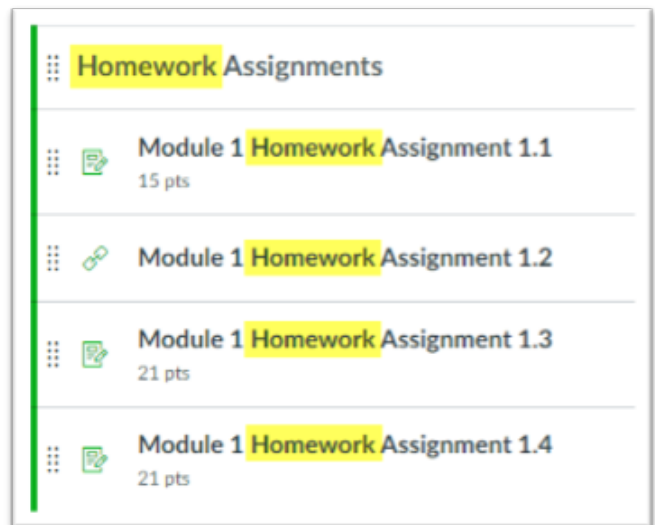 Homework Assignments
Module 1 Homework Assignment 1.1
15 pts
Module 1 Homework Assignment 1.2
Module 1 Homework Assignment 1.3
21 pts
Module 1 Homework Assignment 1.4
21 pts